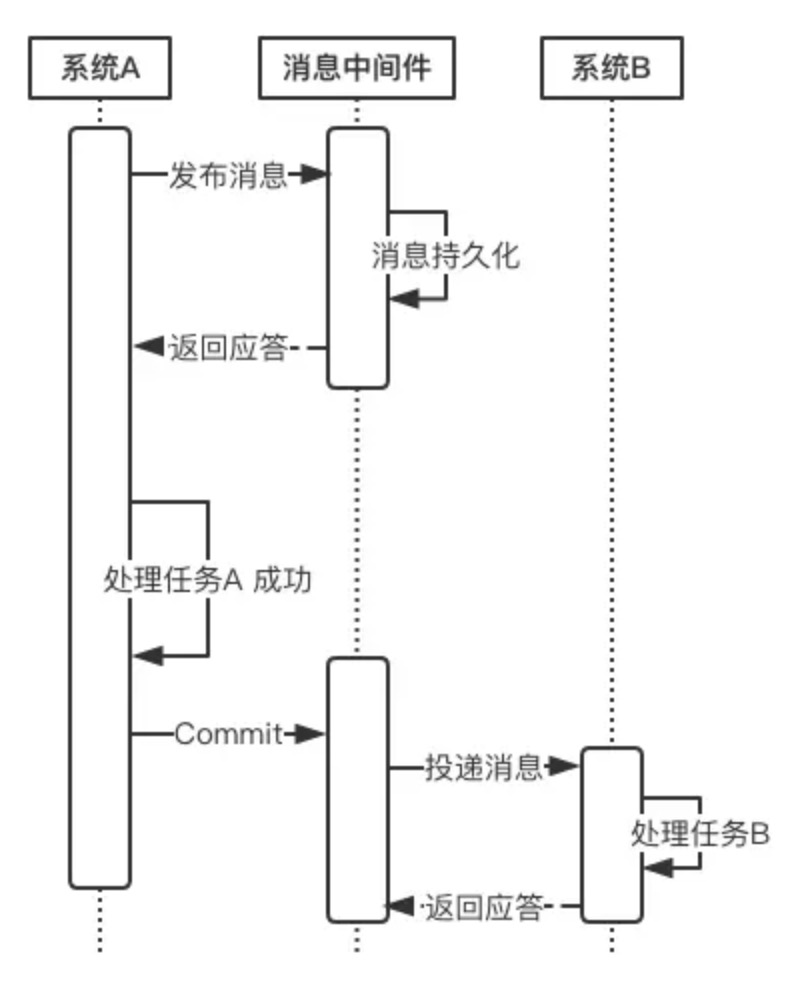 系统A
消息中间件
系统B
发布消息
消息持久化
返回应答
处理任务A 成功
Commit
投递消息
处理任务B
返回应答